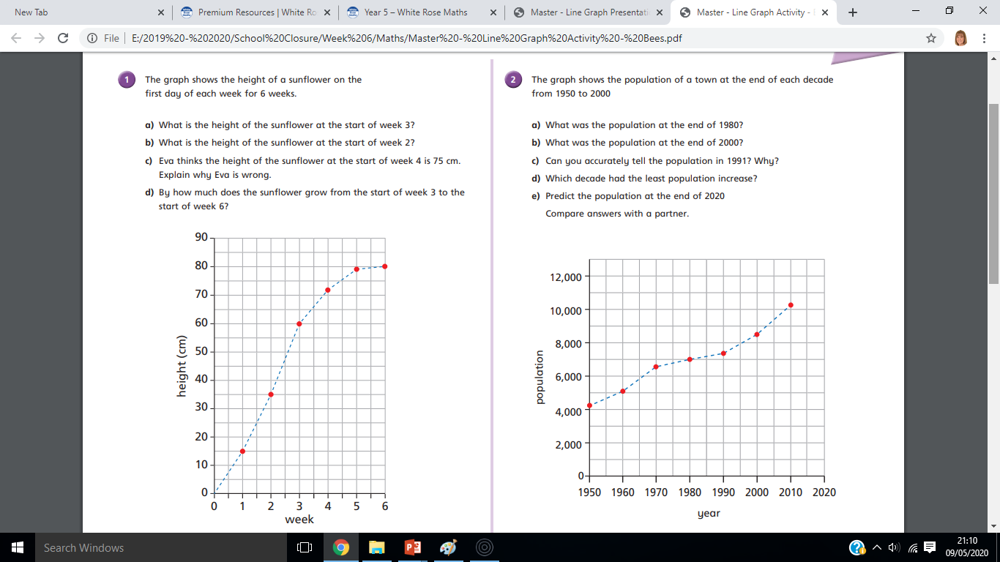 New Tab
Premium Resources | White Ro
Year 5 – White Rose Maths
Master - Line Graph Presentati
Master - Line Graph Activity -
File
E:/2019%20-%202020/School%20Closure/Week%206/Maths/Master%20-%20Line%20Graph%20Activity%20-%20Bees.pdf
1 The graph shows the height of a sunflower on the
first day of each week for 6 weeks.
a) What is the height of the sunflower at the start of week 3?
b) What is the height of the sunflower at the start of week 2?
c) Eva thinks the height of the sunflower at the start of week 4 is 75 cm.
Explain why Eva is wrong.
d) By how much does the sunflower grow from the start of week 3 to the
start of week 6?
90
80
70
60
50
40
30
20
10
0
height (cm)
0 1 2 3 4 5 6
week
2 The graph shows the population of a town at the end of each decade
from 1950 to 2000
a) What was the population at the end of 1980?
b) What was the population at the end of 2000?
c) Can you accurately tell the population in 1991? Why?
d) Which decade had the least population increase?
e) Predict the population at the end of 2020
Compare answers with a partner.
12,000
10,000
8,000
6,000
4,000
2,000
0
population
1950 1960 1970 1980 1990 2000 2010 2020
year
Search Windows
21:10
09/05/2020